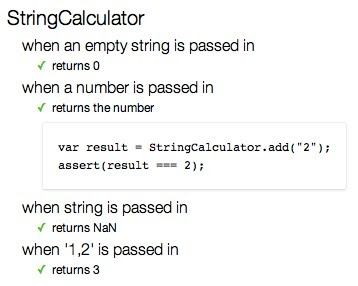 StringCalculator
when an empty string is passed in
✓ returns 0
when a number is passed in
✓ returns the number
var result = StringCalculator.add("2");
assert(result === 2);
when string is passed in
✓ returns NaN
when '1,2' is passed in
✓ returns 3